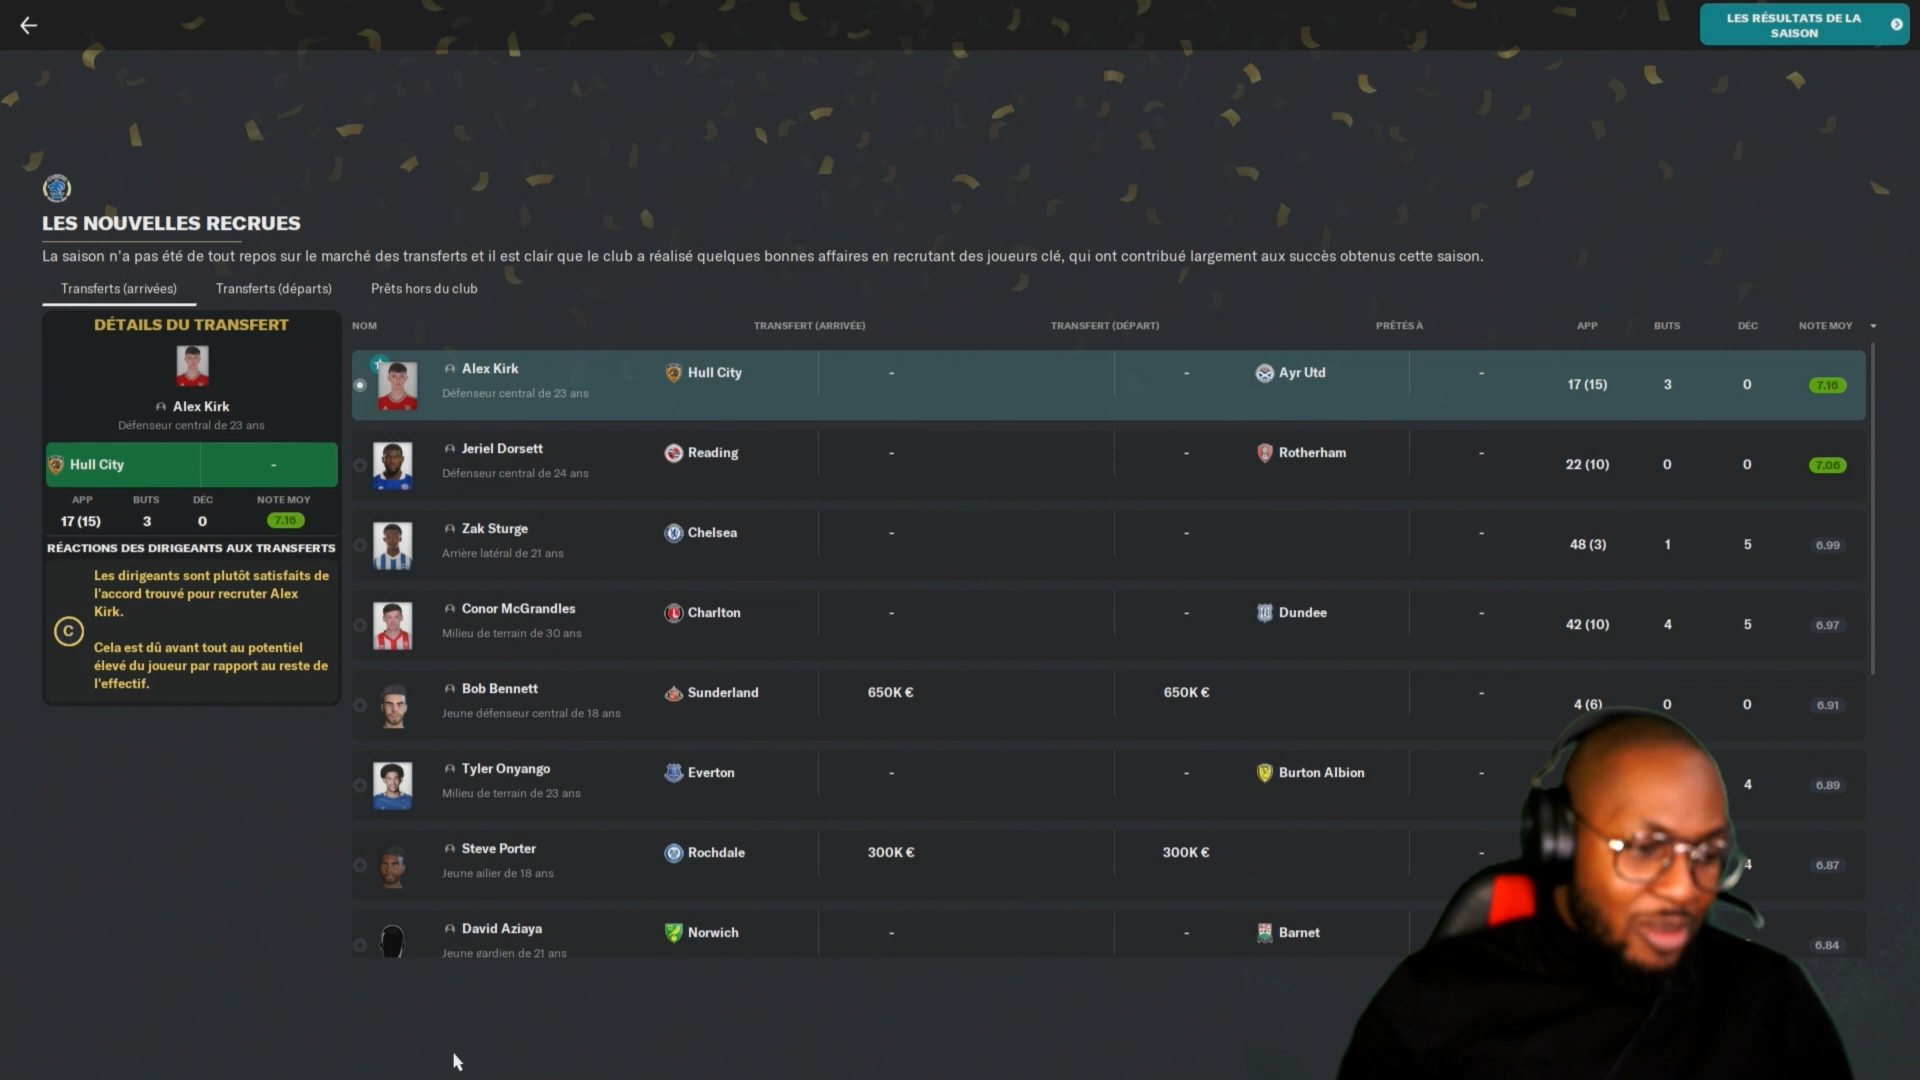 LES RÉSULTATS DE LA
SAISON
LES NOUVELLES RECRUES
La saison n'a pas été de tout repos sur le marché des transferts et il est clair que le club a réalisé quelques bonnes affaires en recrutant des joueurs clé, qui ont contribué largement aux succès obtenus cette saison.
Transferts (arrivées) Transferts (départs) Prêts hors du club
DÉTAILS DU TRANSFERT
Alex Kirk
Défenseur central de 23 ans
Hull City -
APP BUTS DÉC NOTE MOY
17 (15) 3 0 7.16
RÉACTIONS DES DIRIGEANTS AUX TRANSFERTS
C
Les dirigeants sont plutôt satisfaits de
l'accord trouvé pour recruter Alex
Kirk.
Cela est dû avant tout au potentiel
élevé du joueur par rapport au reste de
l'effectif.
NOM TRANSFERT (ARRIVÉE) TRANSFERT (DÉPART) PRÊTÉS À APP BUTS DÉC NOTE MOY
Alex Kirk Hull City - - Ayr Utd - 17 (15) 3 0 7.16
Défenseur central de 23 ans
Jeriel Dorsett Reading - - Rotherham - 22 (10) 0 0 7.06
Défenseur central de 24 ans
Zak Sturge Chelsea - - - 48 (3) 1 5 6.99
Arrière latéral de 21 ans
Conor McGrandles Charlton - - Dundee - 42 (10) 4 5 6.97
Milieu de terrain de 30 ans
Bob Bennett Sunderland 650K € 650K € - 4 (6) 0 0 6.91
Jeune défenseur central de 18 ans
Tyler Onyango Everton - - Burton Albion - 4 6.89
Milieu de terrain de 23 ans
Steve Porter Rochdale 300K € 300K € - 4 6.87
Jeune ailier de 18 ans
David Aziaya Norwich - - Barnet 6.84
Jeune gardien de 21 ans